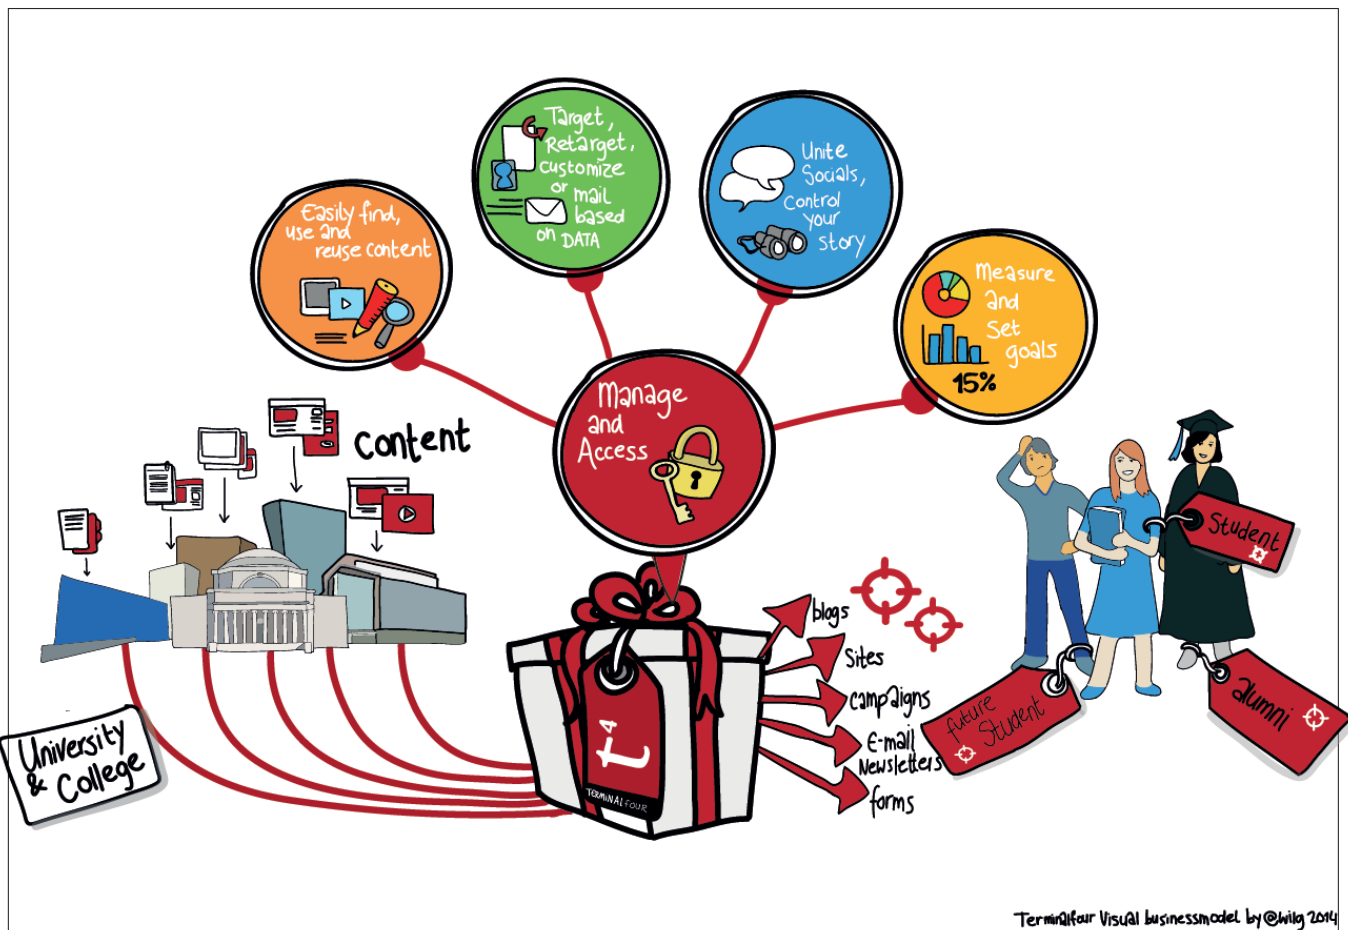 Target,
Retarget,
customize
or mail
based
on DATA
Unite
Socials,
control
your
story
Easily find,
use and
reuse content
Measure
and
set
goals
15%
Manage
and
Access
content
Student
blogs
Sites
campaigns
E-mail
Newsletters
forms
future
Student
alumni
University
& College
t4
TERMINALFOUR
Terminalfour Visual businessmodel by @wilg 2014